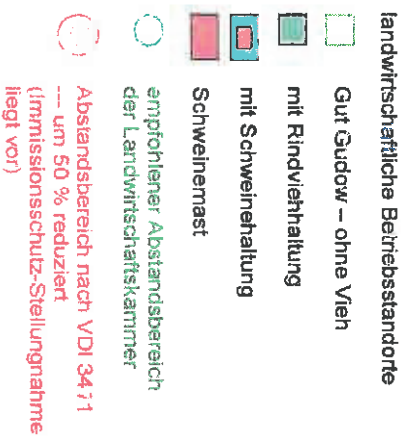 landwirtschaftliche Betriebsstandorte
Gut Gudow – ohne Vieh
mit Rindviehhaltung
mit Schweinehaltung
Schweinemast
empfohlener Abstandsbereich
der Landwirtschaftskammer
Abstandsbereich nach VDI 3471
--- um 50 % reduziert
(Immissionsschutz-Stellungnahme
liegt vor)